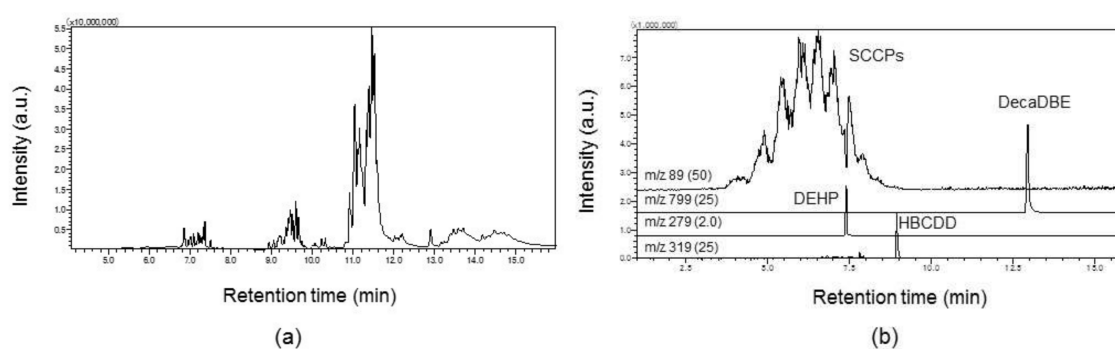 (x10,000,000)
5.5
5.0
4.5
4.0
3.5
3.0
2.5
2.0
1.5
1.0
0.5
5.0 6.0 7.0 8.0 9.0 10.0 11.0 12.0 13.0 14.0 15.0
Intensity (a.u.)
Retention time (min)
(a)
(x1,000,000)
7.0
6.0
5.0
4.0
3.0
2.0
1.0
0.0
2.5 5.0 7.5 10.0 12.5 15.0
Intensity (a.u.)
SCCPs
DecaDBE
m/z 89 (50)
m/z 799 (25)
DEHP
m/z 279 (2.0)
HBCDD
m/z 319 (25)
Retention time (min)
(b)